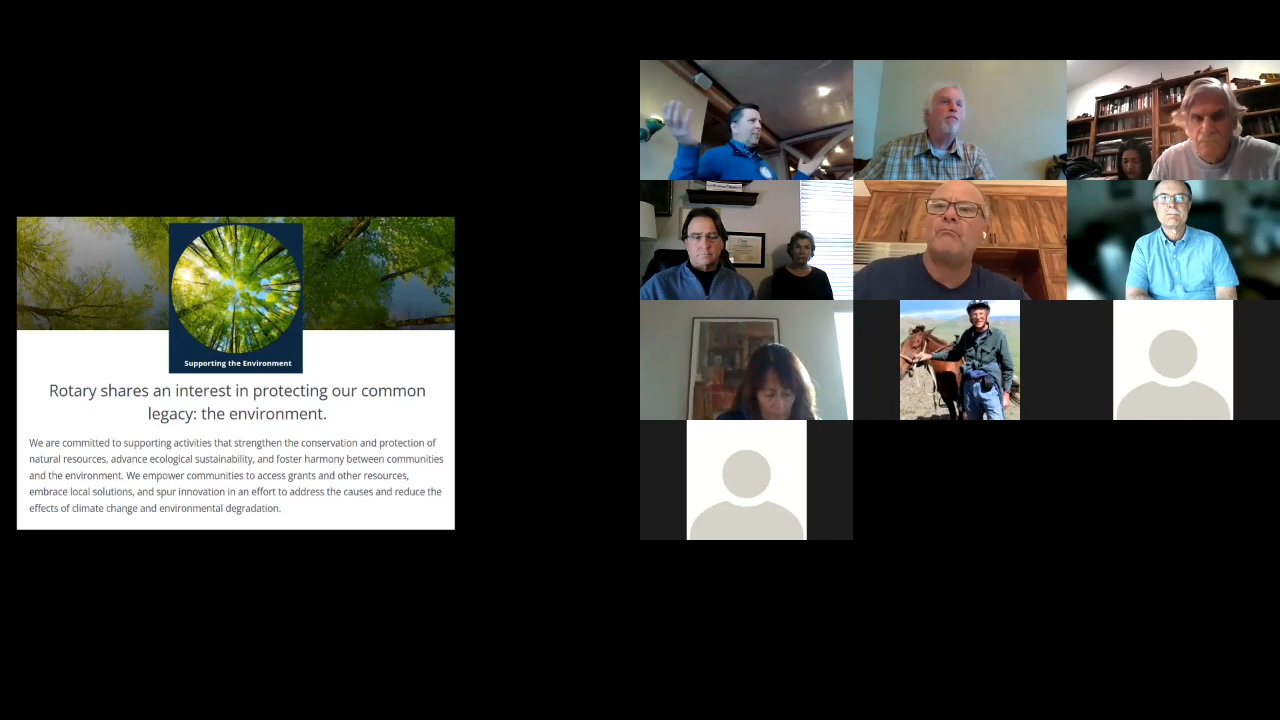 Supporting the Environment
Rotary shares an interest in protecting our common
legacy: the environment.
We are committed to supporting activities that strengthen the conservation and protection of
natural resources, advance ecological sustainability, and foster harmony between communities
and the environment. We empower communities to access grants and other resources,
embrace local solutions, and spur innovation in an effort to address the causes and reduce the
effects of climate change and environmental degradation.